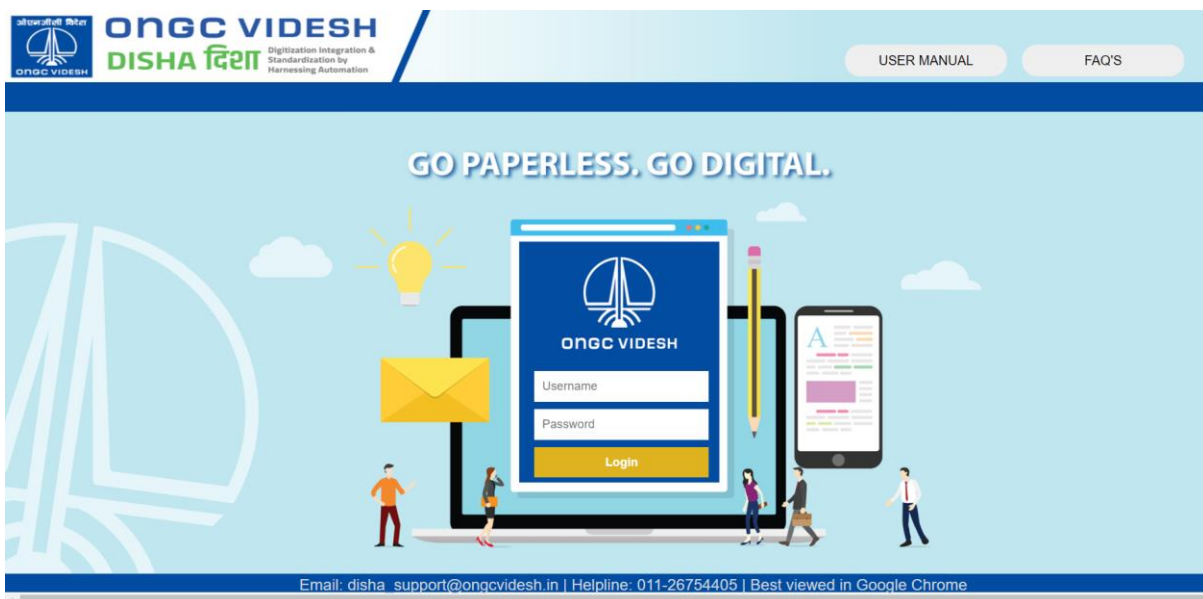 ओएनजीसी विदेश
ONGC VIDESH
ONGC VIDESH
DISHA दिशा
Digitization Integration &
Standardization by
Harnessing Automation
USER MANUAL
FAQ'S
GO PAPERLESS. GO DIGITAL.
ONGC VIDESH
Username
Password
Login
A
Email: disha_support@ongcvidesh.in | Helpline: 011-26754405 | Best viewed in Google Chrome